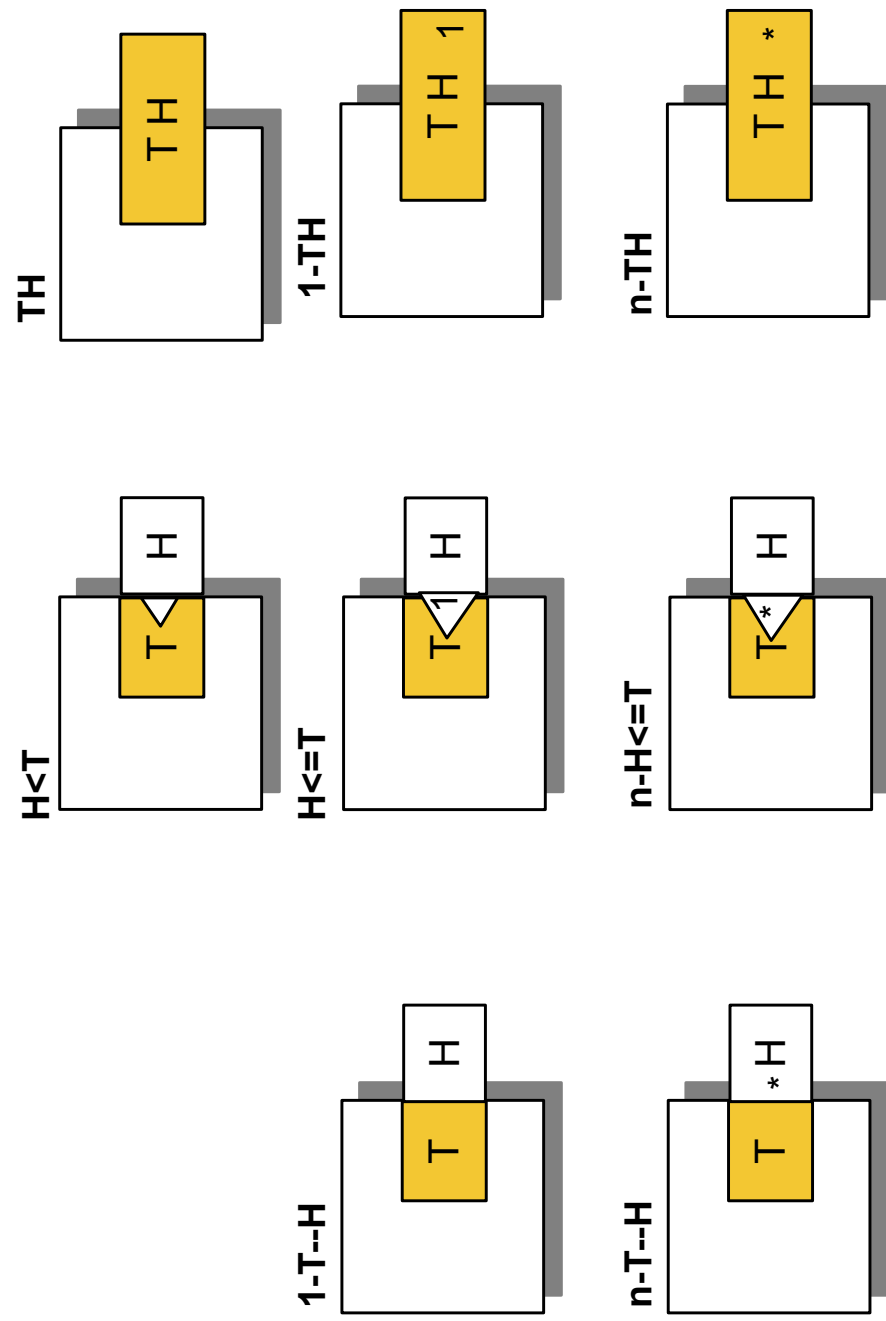 H<T
TH
T H
T H
1-T--H
H<=T
1-TH
T H
T 1 H
T H 1
n-T--H
n-H<=T
n-TH
T * H
T * H
T H *